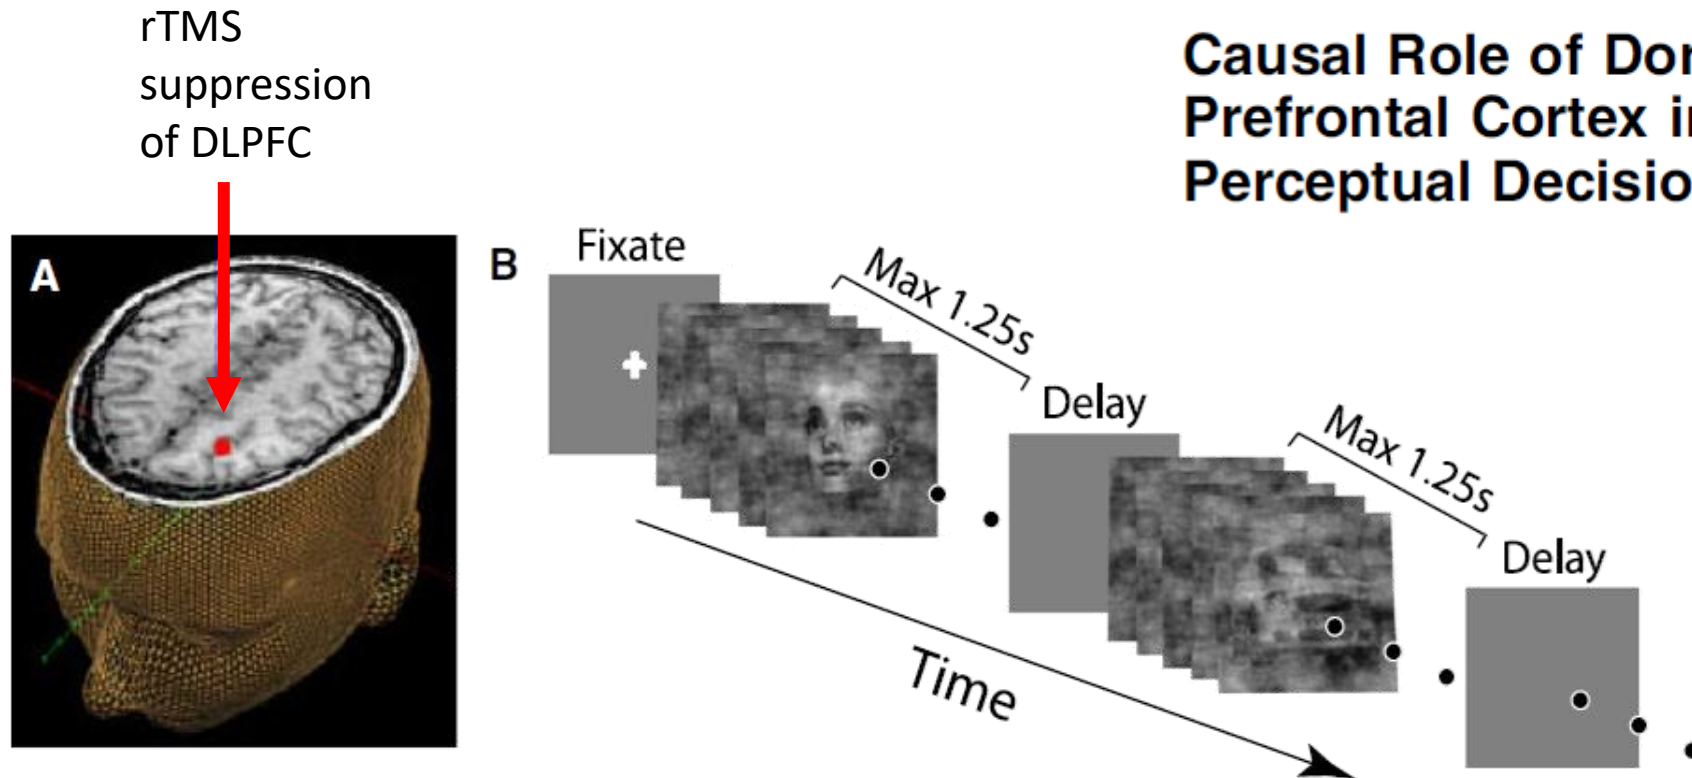 rTMS
suppression
of DLPFC
Causal Role of Dor
Prefrontal Cortex i
Perceptual Decisio
A
B
Fixate
Max 1.25s
Delay
Max 1.25s
Delay
Time